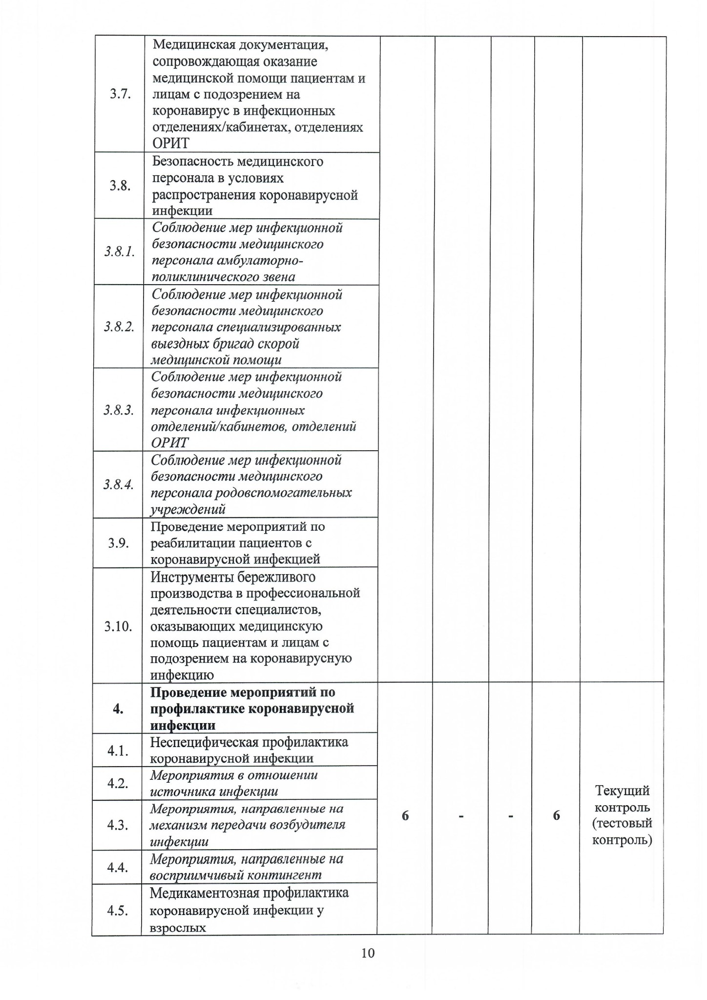 3.7.
Медицинская документация,
сопровождающая оказание
медицинской помощи пациентам и
лицам с подозрением на
коронавирус в инфекционных
отделениях/кабинетах, отделениях
ОРИТ
3.8.
Безопасность медицинского
персонала в условиях
распространения коронавирусной
инфекции
3.8.1.
Соблюдение мер инфекционной
безопасности медицинского
персонала амбулаторно-
поликлинического звена
3.8.2.
Соблюдение мер инфекционной
безопасности медицинского
персонала специализированных
выездных бригад скорой
медицинской помощи
3.8.3.
Соблюдение мер инфекционной
безопасности медицинского
персонала инфекционных
отделений/кабинетов, отделений
ОРИТ
3.8.4.
Соблюдение мер инфекционной
безопасности медицинского
персонала родовспомогательных
учреждений
3.9.
Проведение мероприятий по
реабилитации пациентов с
коронавирусной инфекцией
3.10.
Инструменты бережливого
производства в профессиональной
деятельности специалистов,
оказывающих медицинскую
помощь пациентам и лицам с
подозрением на коронавирусную
инфекцию
4.
Проведение мероприятий по
профилактике коронавирусной
инфекции
4.1.
Неспецифическая профилактика
коронавирусной инфекции
4.2.
Мероприятия в отношении
источника инфекции
4.3.
Мероприятия, направленные на
механизм передачи возбудителя
инфекции
4.4.
Мероприятия, направленные на
восприимчивый контингент
4.5.
Медикаментозная профилактика
коронавирусной инфекции у
взрослых
6
-
-
6
Текущий
контроль
(тестовый
контроль)
10